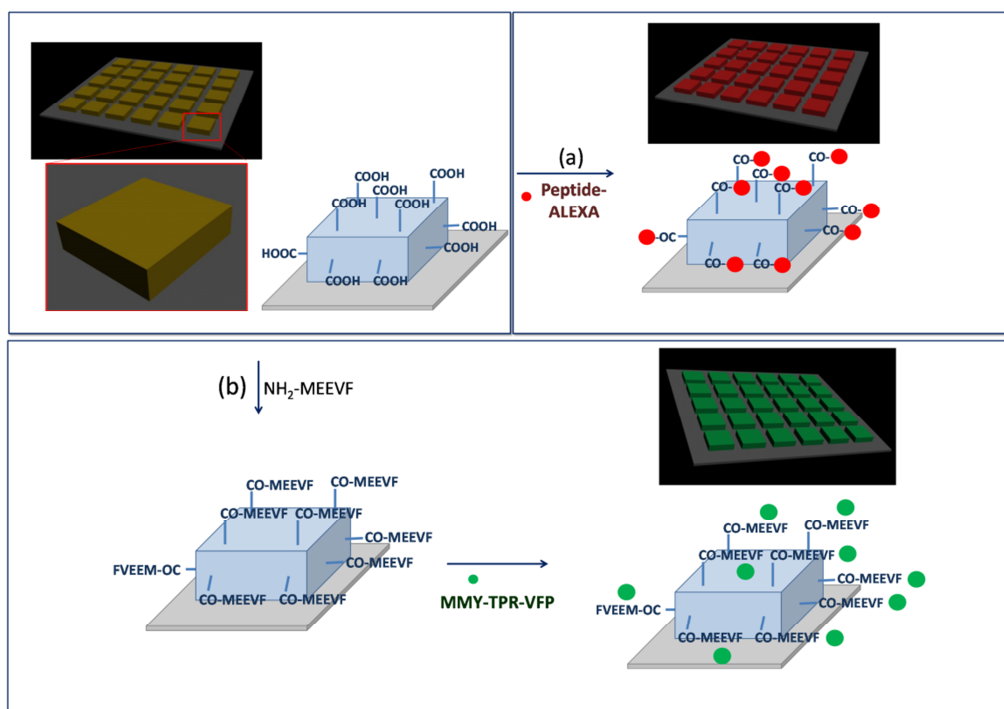 COOH
COOH
COOH
COOH COOH
COOH
HOOC
COOH
COOH
COOH
(a)
Peptide-
ALEXA
CO-
CO-
CO-
CO-
CO-
CO-
-OC
CO-
CO-
CO-
(b)
NH₂-MEEVF
CO-MEEVF
CO-MEEVF
CO-MEEVF
CO-MEEVF
CO-MEEVF
CO-MEEVF
FVEEM-OC
CO-MEEVF
CO-MEEVF
MMY-TPR-VFP
CO-MEEVF
CO-MEEVF
CO-MEEVF
CO-MEEVF
CO-MEEVF
CO-MEEVF
FVEEM-OC
CO-MEEVF
CO-MEEVF